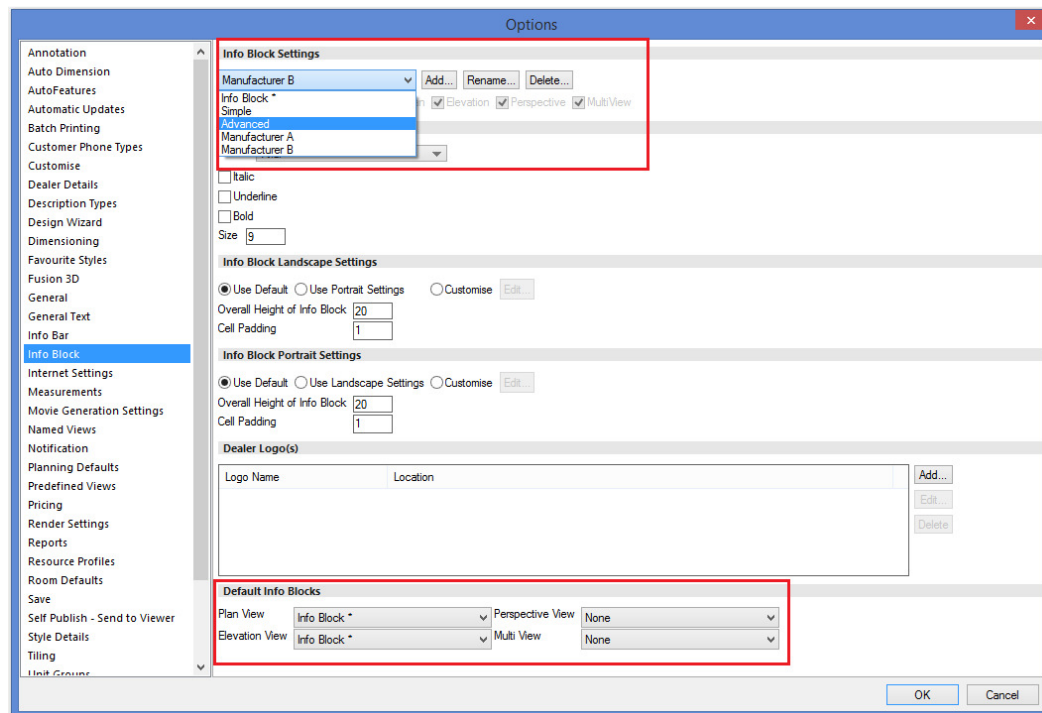 Options
Annotation
Auto Dimension
AutoFeatures
Automatic Updates
Batch Printing
Customer Phone Types
Customise
Dealer Details
Description Types
Design Wizard
Dimensioning
Favourite Styles
Fusion 3D
General
General Text
Info Bar
Info Block
Internet Settings
Measurements
Movie Generation Settings
Named Views
Notification
Planning Defaults
Predefined Views
Pricing
Render Settings
Reports
Resource Profiles
Room Defaults
Save
Self Publish - Send to Viewer
Style Details
Tiling
Unit Groups
Info Block Settings
Manufacturer B Add... Rename... Delete...
Info Block *
Simple
Advanced
Manufacturer A
Manufacturer B
Elevation Perspective MultiView
Italic
Underline
Bold
Size 9
Info Block Landscape Settings
Use Default Use Portrait Settings Customise Edit...
Overall Height of Info Block 20
Cell Padding 1
Info Block Portrait Settings
Use Default Use Landscape Settings Customise Edit...
Overall Height of Info Block 20
Cell Padding 1
Dealer Logo(s)
Logo Name Location Add...
Edit...
Delete
Default Info Blocks
Plan View Info Block * Perspective View None
Elevation View Info Block * Multi View None
OK Cancel